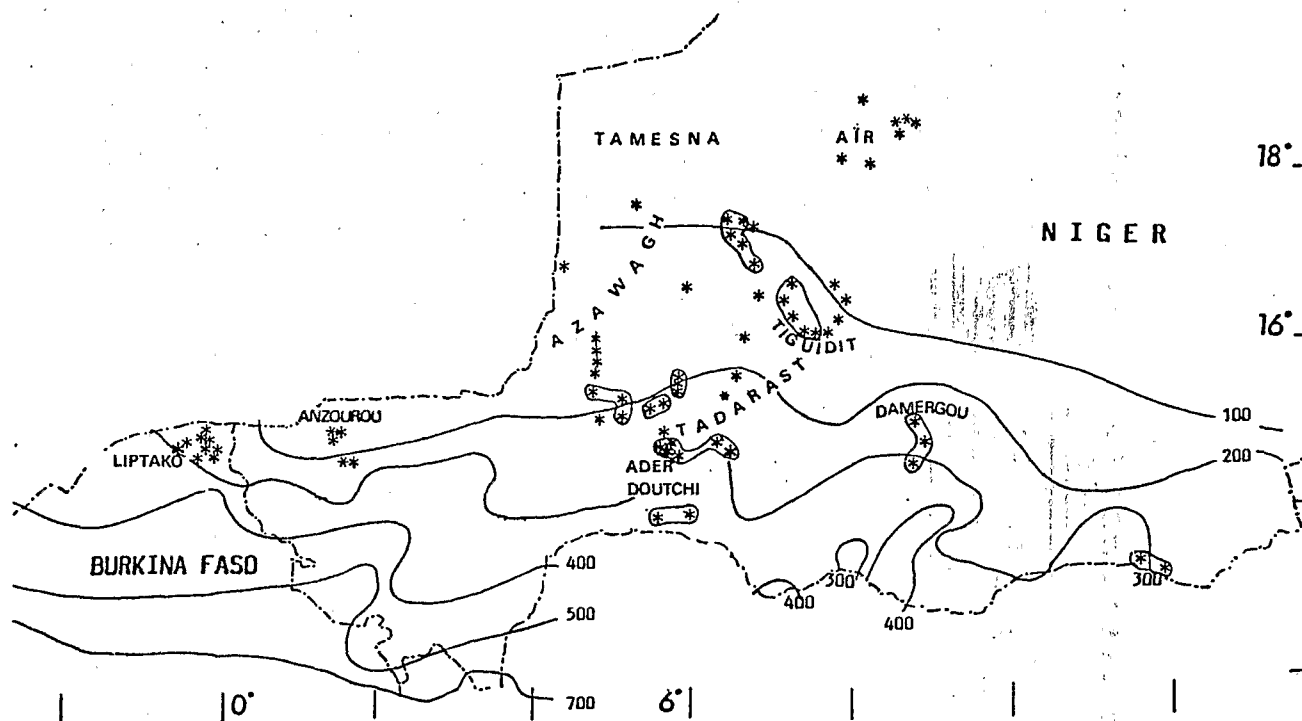 TAMESNA
AÏR
18°
NIGER
AZAWAGH
16°
TIGUIDIT
TADARAST
ANZOUROU
DAMERGOU
100
LIPTAKO
200
ADER
DOUTCHI
BURKINA FASO
400
300
300
400
500
400
0°
6°
700